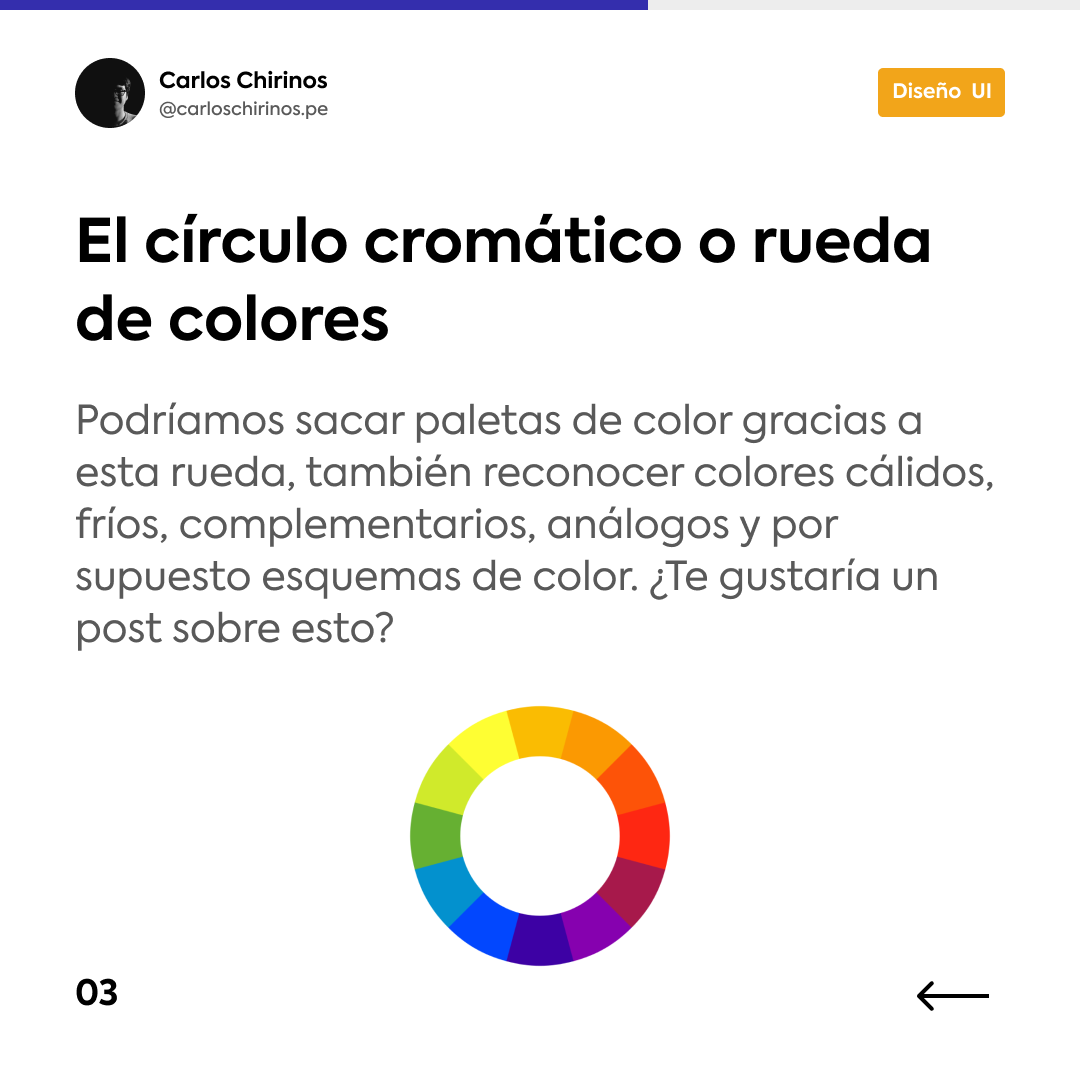 Carlos Chirinos
@carloschirinos.pe
Diseño UI
El círculo cromático o rueda
de colores
Podríamos sacar paletas de color gracias a
esta rueda, también reconocer colores cálidos,
fríos, complementarios, análogos y por
supuesto esquemas de color. ¿Te gustaría un
post sobre esto?
03